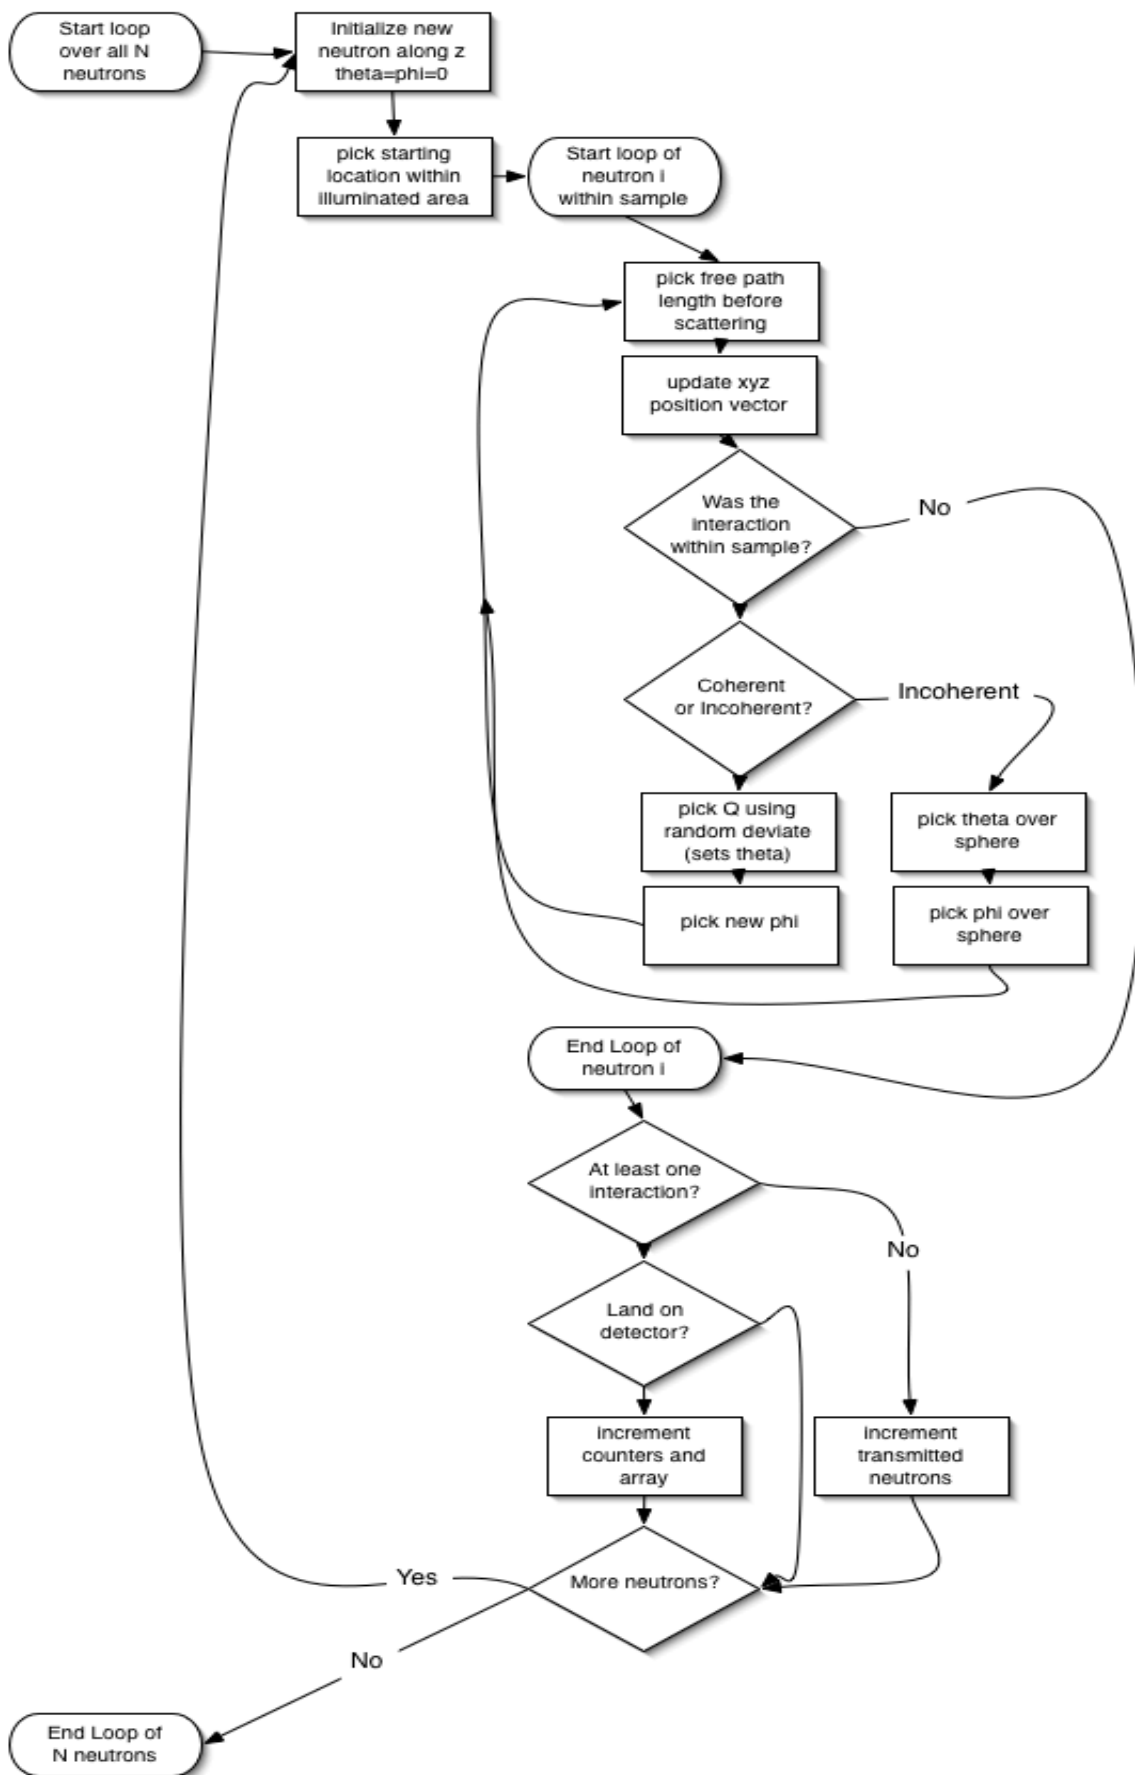 Start loop
over all N
neutrons
Initialize new
neutron along z
theta=phi=0
pick starting
location within
illuminated area
Start loop of
neutron i
within sample
pick free path
length before
scattering
update xyz
position vector
Was the
interaction
within sample?
No
Coherent
or Incoherent?
Incoherent
pick Q using
random deviate
(sets theta)
pick theta over
sphere
pick new phi
pick phi over
sphere
End Loop of
neutron i
At least one
interaction?
No
Land on
detector?
increment
counters and
array
increment
transmitted
neutrons
More neutrons?
Yes
No
End Loop of
N neutrons